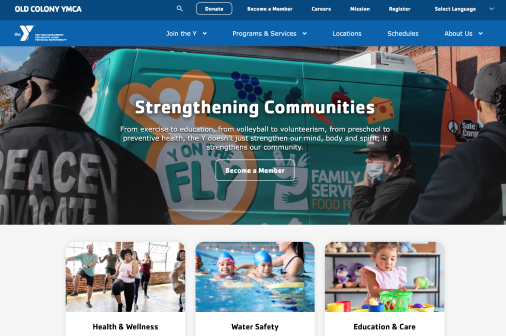 OLD COLONY YMCA
Donate Become a Member Careers Mission Register Select Language
the Y
FOR YOUTH DEVELOPMENT
FOR HEALTHY LIVING
FOR SOCIAL RESPONSIBILITY
Join the Y Programs & Services Locations Schedules About Us
Strengthening Communities
From exercise to education, from volleyball to volunteerism, from preschool to
preventive health, the Y doesn't just strengthen our mind, body and spirit; it
strengthens our community.
Become a Member
PEACE
ADVOCATE
Y ON THE
FLY
FAMILY
SERVI
FOOD FO
Health & Wellness Water Safety Education & Care